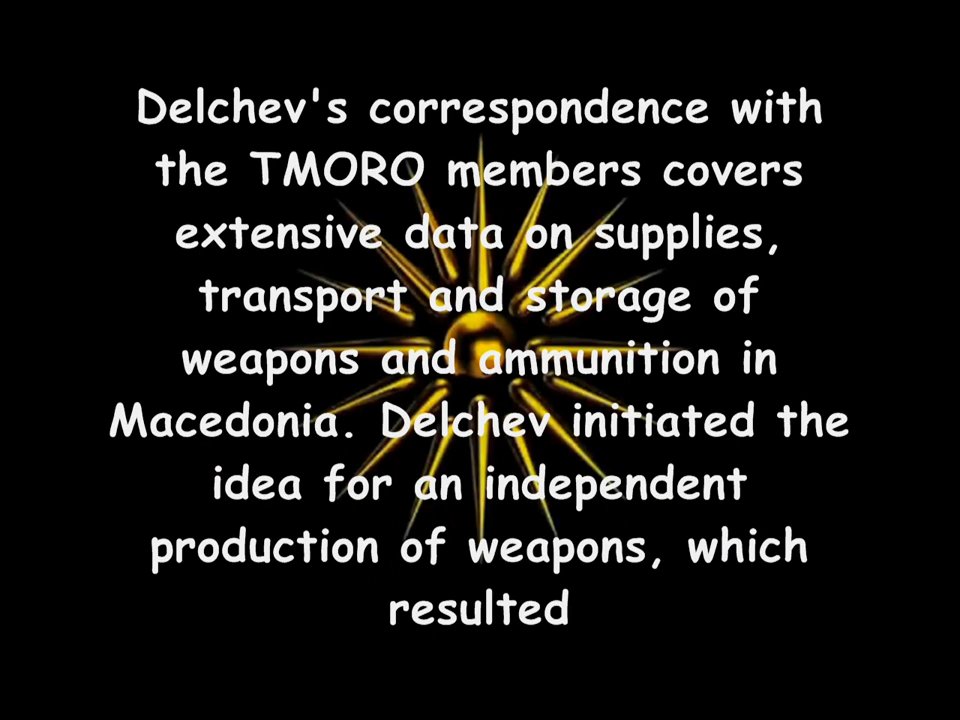 Delchev's correspondence with
the TMORO members covers
extensive data on supplies,
transport and storage of
weapons and ammunition in
Macedonia. Delchev initiated the
idea for an independent
production of weapons, which
resulted